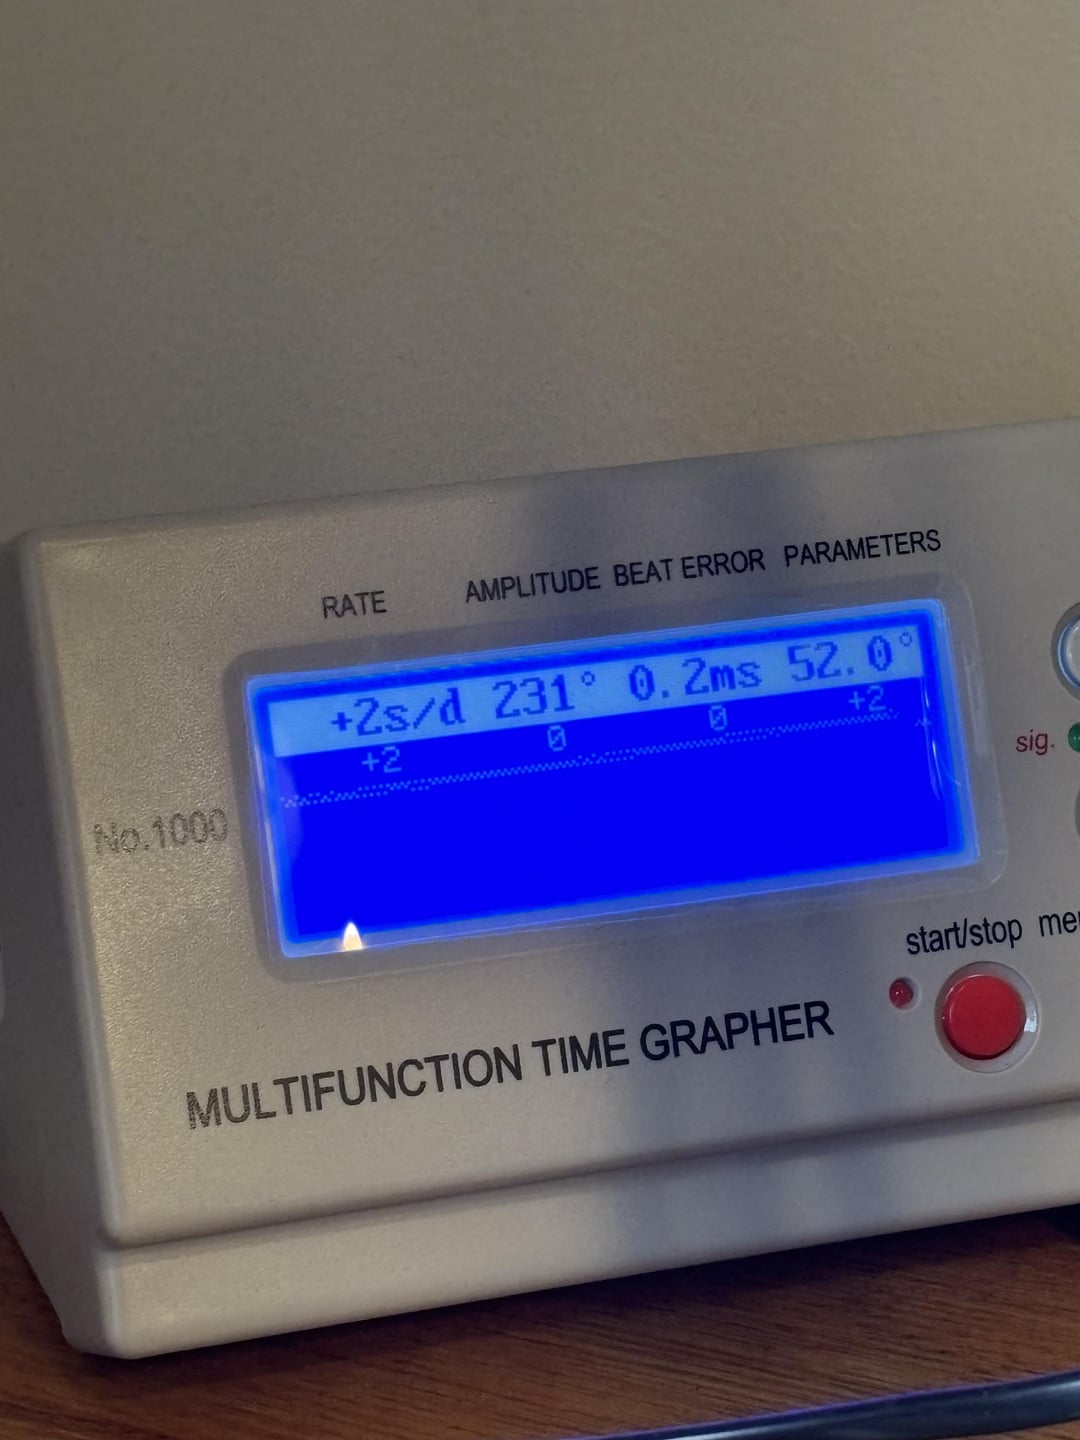 RATE AMPLITUDE BEAT ERROR PARAMETERS
+2s/d 231° 0.2ms 52.0°
+2 0 0 +2
sig.
No.1000
start/stop
MULTIFUNCTION TIME GRAPHER